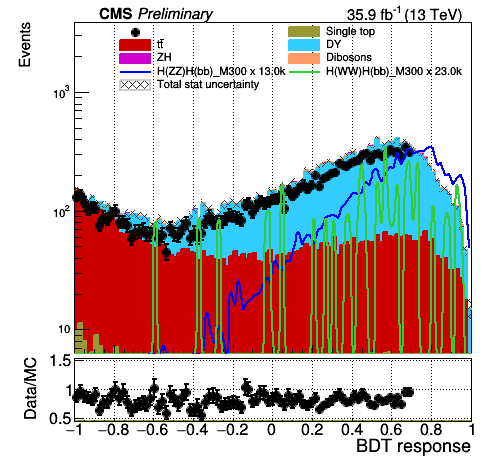 CMS Preliminary 35.9 fb⁻¹ (13 TeV)
Single top
tt̄ DY
ZH Dibosons
H(ZZ)H(bb)_M300 x 13.0k H(WW)H(bb)_M300 x 23.0k
Total stat uncertainty
Events
10³
10²
10
Data/MC
1.5
1
0.5
−1 −0.8 −0.6 −0.4 −0.2 0 0.2 0.4 0.6 0.8 1
BDT response